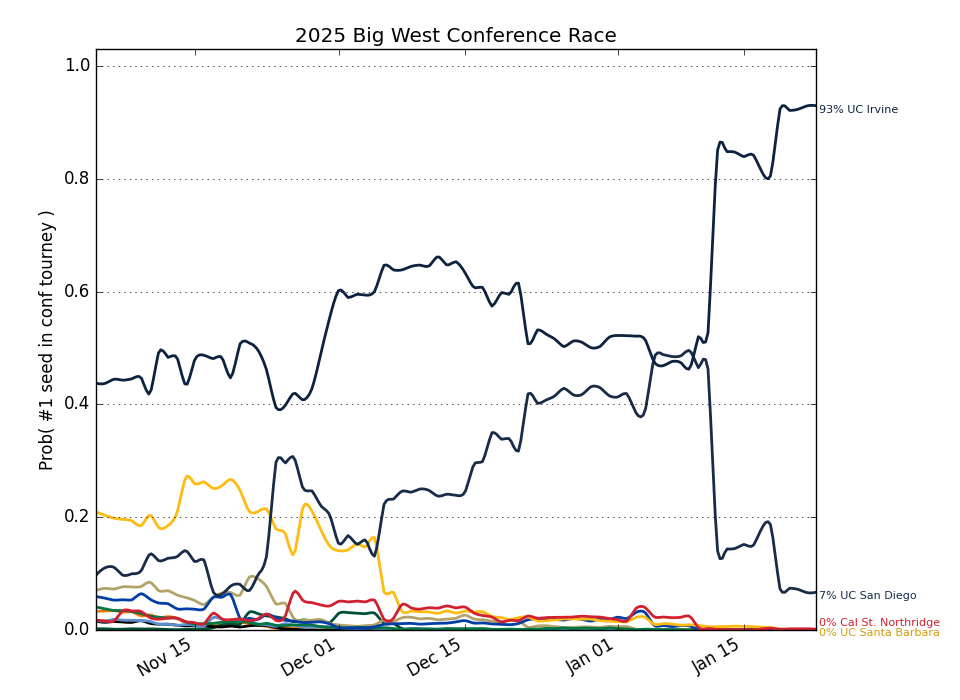 2025 Big West Conference Race
Prob( #1 seed in conf tourney )
1.0
0.8
0.6
0.4
0.2
0.0
Nov 15
Dec 01
Dec 15
Jan 01
Jan 15
93% UC Irvine
7% UC San Diego
0% Cal St. Northridge
0% UC Santa Barbara